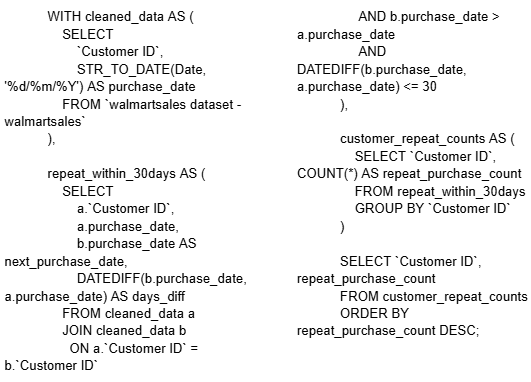 WITH cleaned_data AS (
SELECT
`Customer ID`,
STR_TO_DATE(Date,
'%d/%m/%Y') AS purchase_date
FROM `walmartsales dataset -
walmartsales`
),
repeat_within_30days AS (
SELECT
a.`Customer ID`,
a.purchase_date,
b.purchase_date AS
next_purchase_date,
DATEDIFF(b.purchase_date,
a.purchase_date) AS days_diff
FROM cleaned_data a
JOIN cleaned_data b
ON a.`Customer ID` =
b.`Customer ID`
AND b.purchase_date >
a.purchase_date
AND
DATEDIFF(b.purchase_date,
a.purchase_date) <= 30
),
customer_repeat_counts AS (
SELECT `Customer ID`,
COUNT(*) AS repeat_purchase_count
FROM repeat_within_30days
GROUP BY `Customer ID`
)
SELECT `Customer ID`,
repeat_purchase_count
FROM customer_repeat_counts
ORDER BY
repeat_purchase_count DESC;